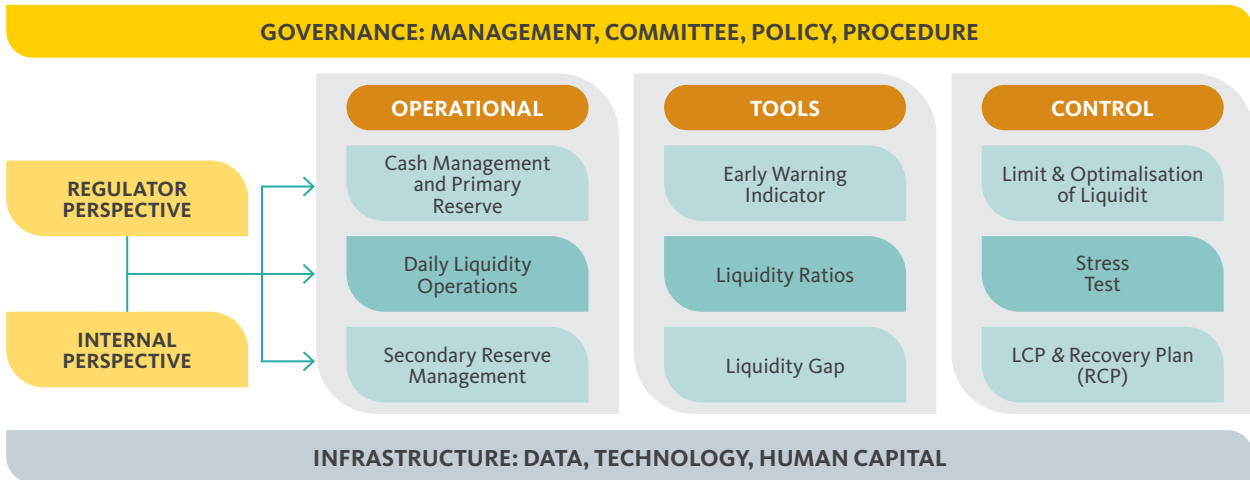 GOVERNANCE: MANAGEMENT, COMMITTEE, POLICY, PROCEDURE
REGULATOR
PERSPECTIVE
INTERNAL
PERSPECTIVE
OPERATIONAL
Cash Management
and Primary
Reserve
Daily Liquidity
Operations
Secondary Reserve
Management
TOOLS
Early Warning
Indicator
Liquidity Ratios
Liquidity Gap
CONTROL
Limit & Optimalisation
of Liquidit
Stress
Test
LCP & Recovery Plan
(RCP)
INFRASTRUCTURE: DATA, TECHNOLOGY, HUMAN CAPITAL